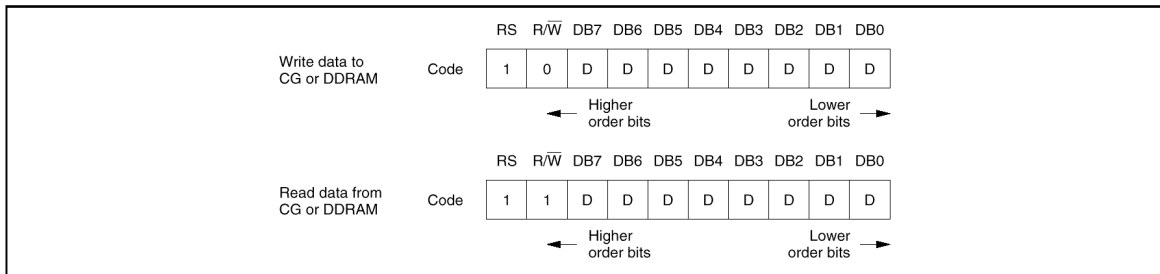 RS R/W̅ DB7 DB6 DB5 DB4 DB3 DB2 DB1 DB0
Write data to
CG or DDRAM
Code 1 0 D D D D D D D D
Higher
order bits
Lower
order bits
RS R/W̅ DB7 DB6 DB5 DB4 DB3 DB2 DB1 DB0
Read data from
CG or DDRAM
Code 1 1 D D D D D D D D
Higher
order bits
Lower
order bits